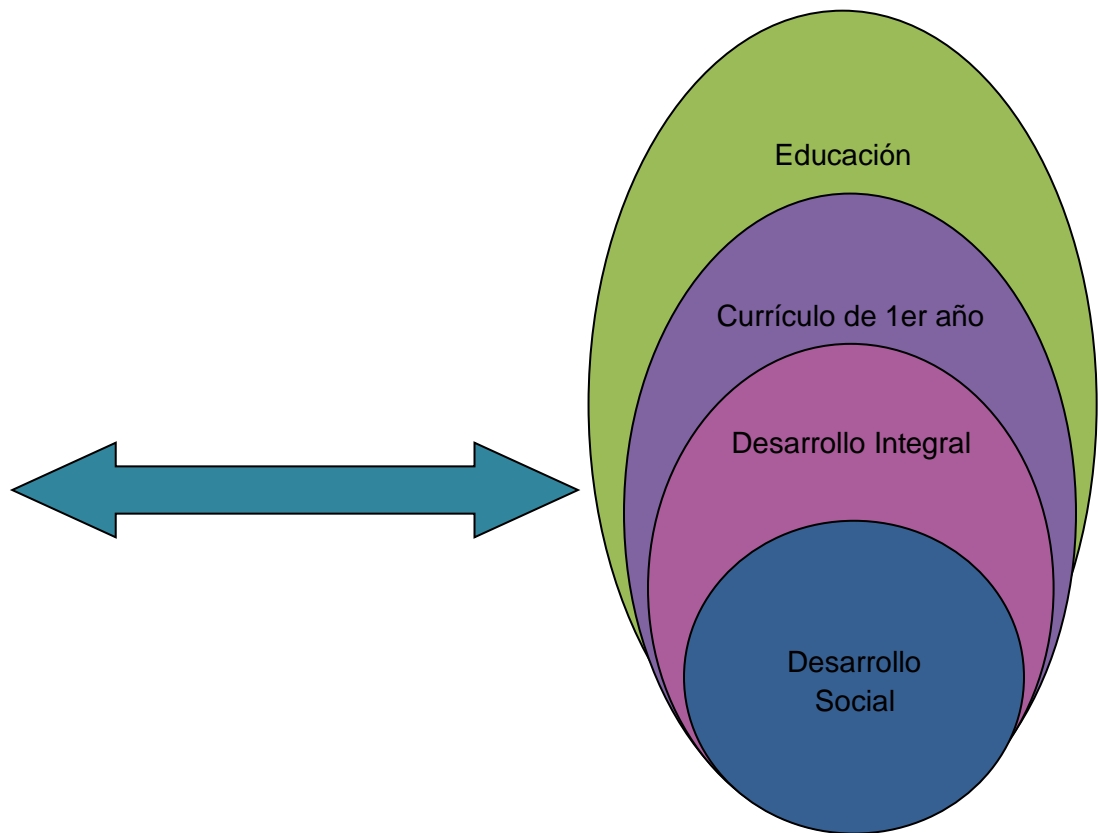 Educación
Currículo de 1er año
Desarrollo Integral
Desarrollo
Social